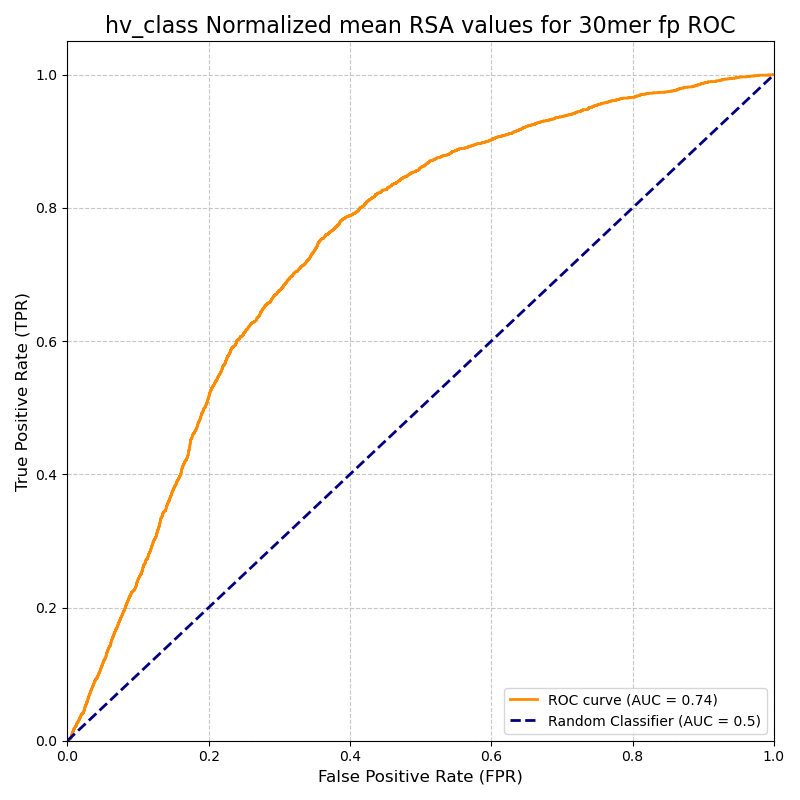 hv_class Normalized mean RSA values for 30mer fp ROC
True Positive Rate (TPR)
1.0
0.8
0.6
0.4
0.2
0.0
0.0 0.2 0.4 0.6 0.8 1.0
False Positive Rate (FPR)
ROC curve (AUC = 0.74)
Random Classifier (AUC = 0.5)